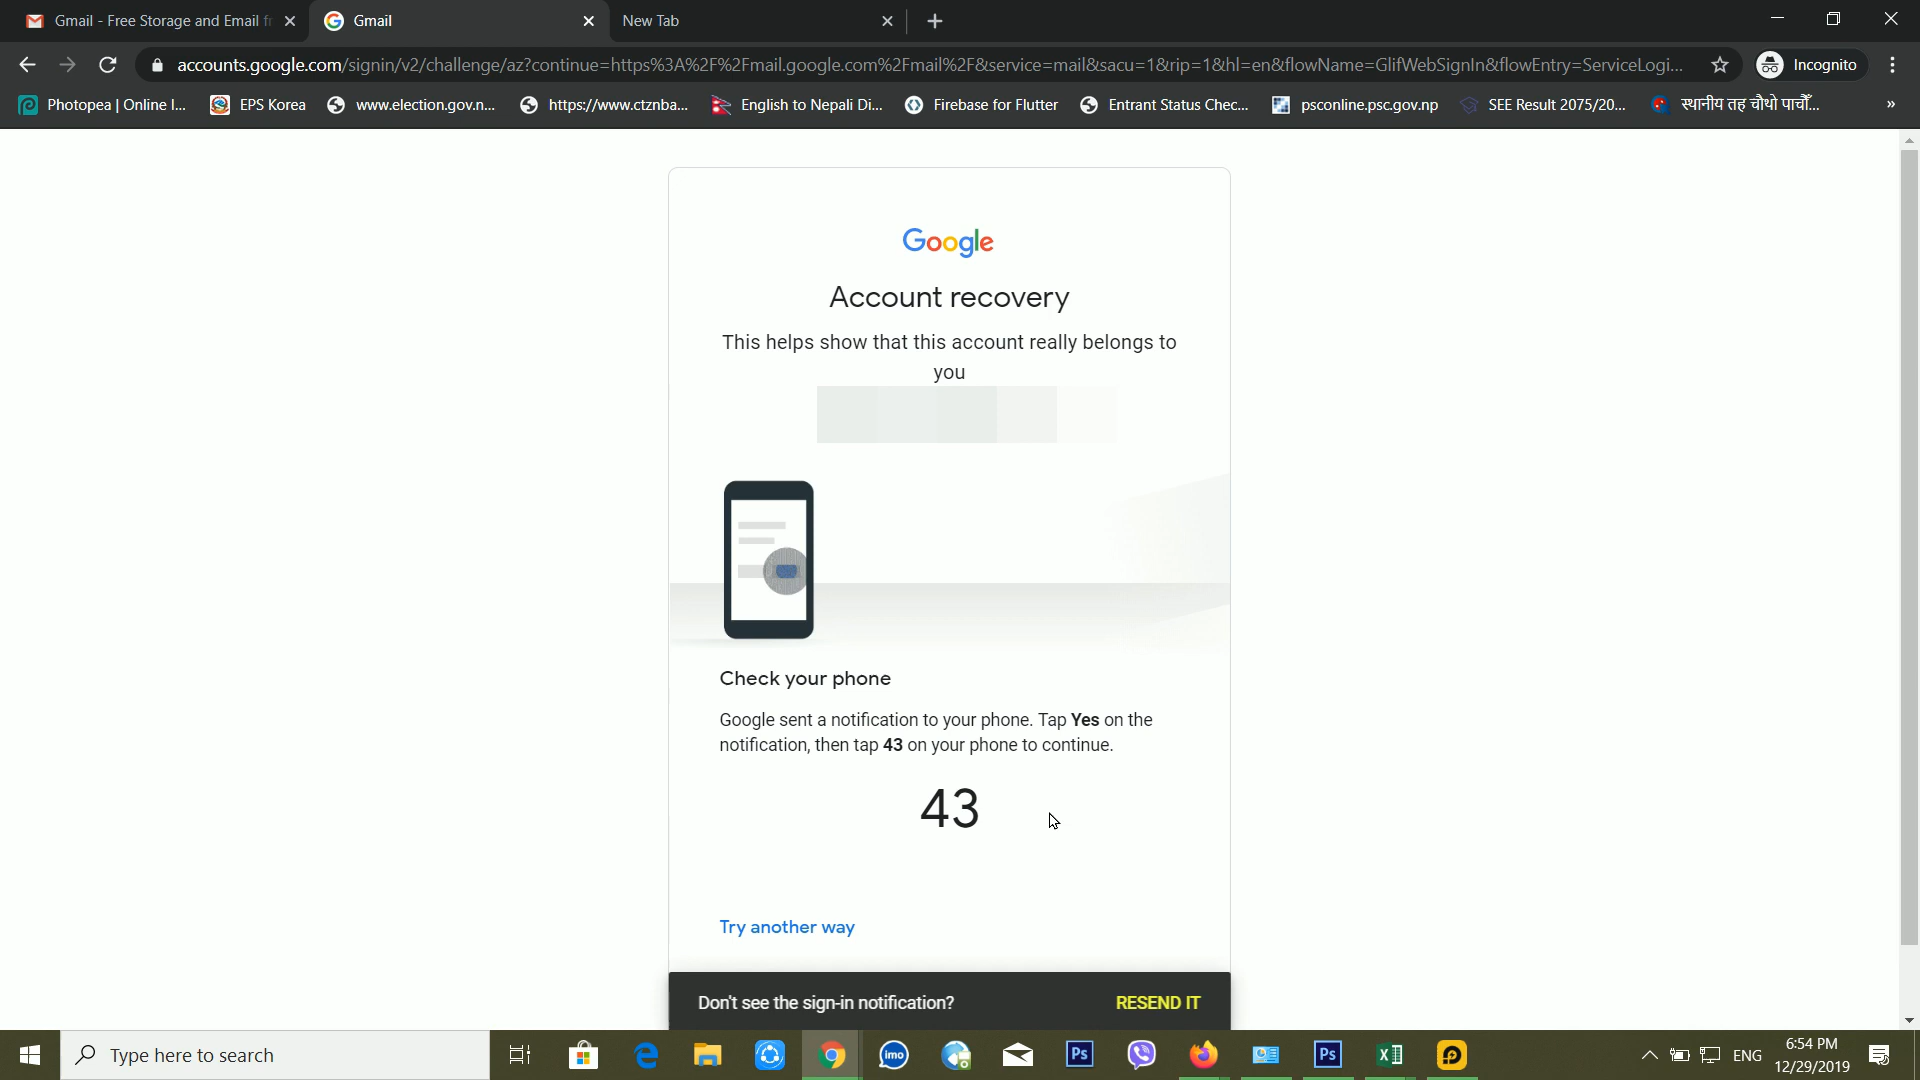 Gmail - Free Storage and Email fr
Gmail
New Tab
accounts.google.com/signin/v2/challenge/az?continue=https%3A%2F%2Fmail.google.com%2Fmail%2F&service=mail&sacu=1&rip=1&hl=en&flowName=GlifWebSignIn&flowEntry=ServiceLogi...
Incognito
Photopea | Online I...
EPS Korea
www.election.gov.n...
https://www.ctznba...
English to Nepali Di...
Firebase for Flutter
Entrant Status Chec...
psconline.psc.gov.np
SEE Result 2075/20...
स्थानीय तह चौथो पाचौँ...
»
Google
Account recovery
This helps show that this account really belongs to
you
Check your phone
Google sent a notification to your phone. Tap Yes on the
notification, then tap 43 on your phone to continue.
43
Try another way
Don't see the sign-in notification?
RESEND IT
Type here to search
imo
Ps
Ps
ENG
6:54 PM
12/29/2019